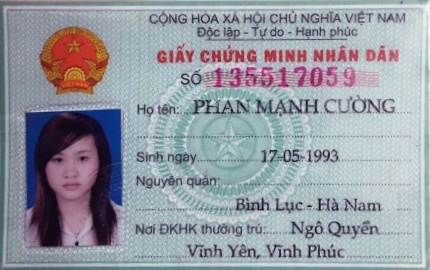 CỘNG HÒA XÃ HỘI CHỦ NGHĨA VIỆT NAM
Độc lập - Tự do - Hạnh phúc
GIẤY CHỨNG MINH NHÂN DÂN
SỐ 135517059
Họ tên: PHAN MẠNH CƯỜNG
Sinh ngày 17-05-1993
Nguyên quán:
Bình Lục - Hà Nam
Nơi ĐKHK thường trú: Ngô Quyền
Vĩnh Yên, Vĩnh Phúc